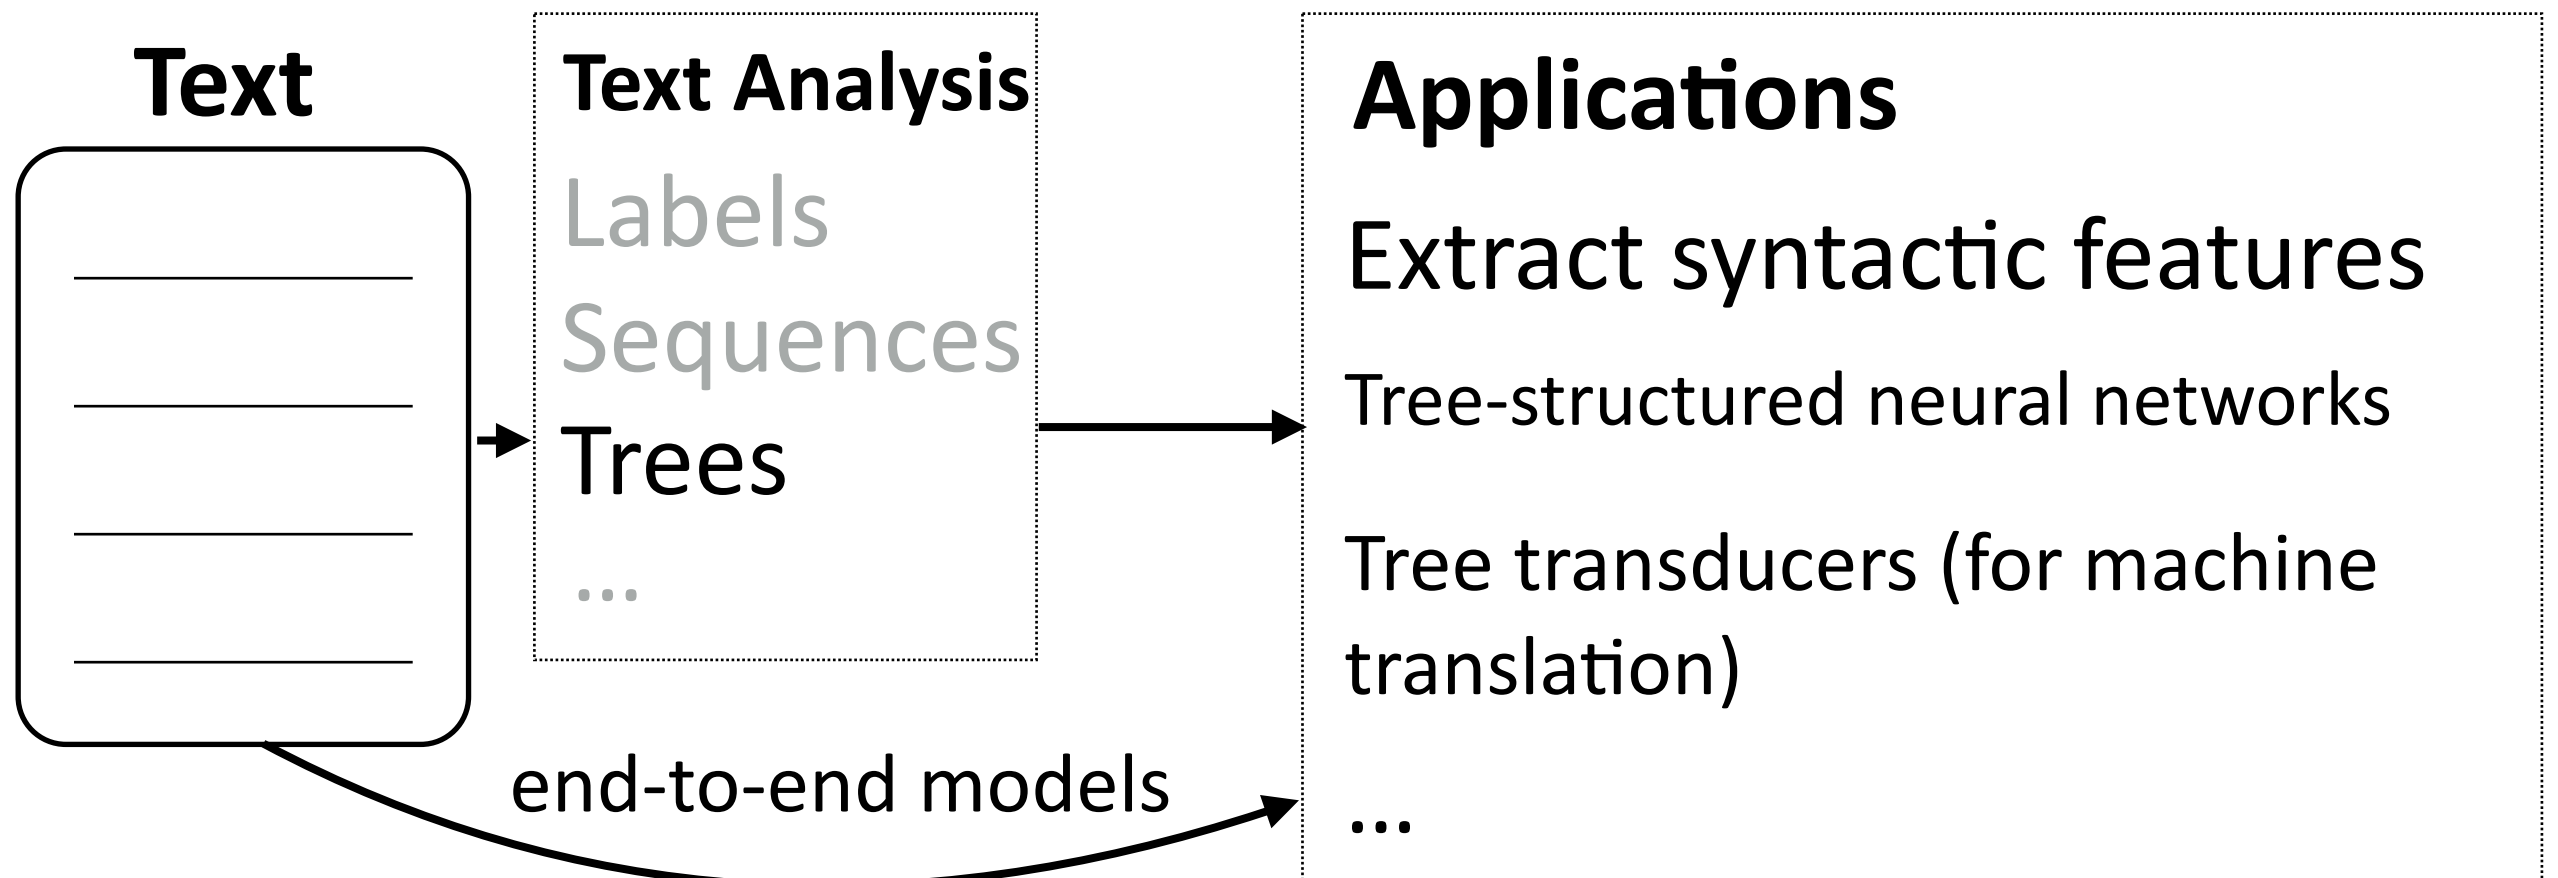 Text
Text Analysis
Labels
Sequences
Trees
...
Applications
Extract syntactic features
Tree-structured neural networks
Tree transducers (for machine
translation)
...
end-to-end models